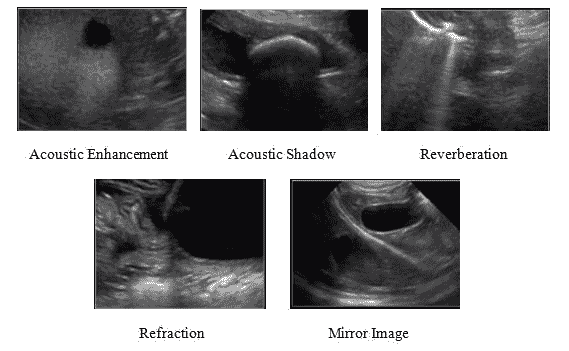 Acoustic Enhancement
Acoustic Shadow
Reverberation
Refraction
Mirror Image